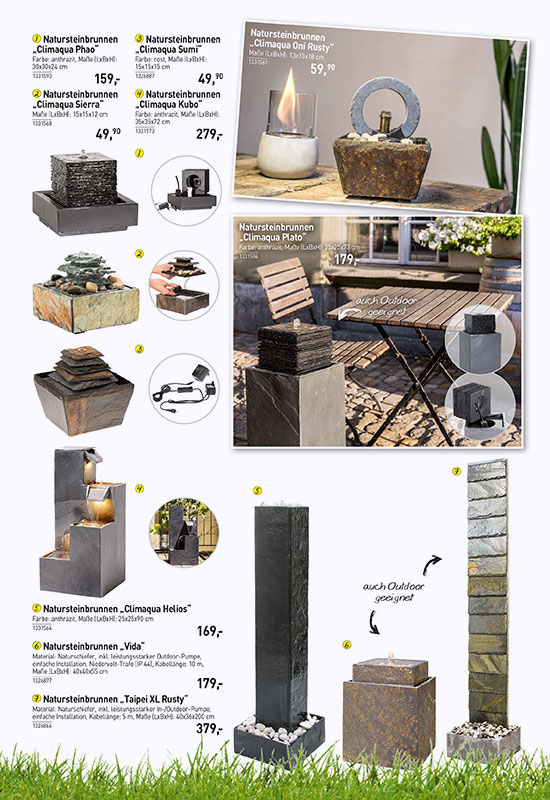 1 Natursteinbrunnen
„Climaqua Phao“
Farbe: anthrazit, Maße (LxBxH):
30x30x24 cm
1331593
159,-
2 Natursteinbrunnen
„Climaqua Sierra“
Maße (LxBxH): 15x15x12 cm
1331568
49,90
3 Natursteinbrunnen
„Climaqua Sumi“
Farbe: rost, Maße (LxBxH):
15x15x15 cm
1326887
49,90
4 Natursteinbrunnen
„Climaqua Kubo“
Farbe: anthrazit, Maße (LxBxH):
35x35x72 cm
1331573
279,-
Natursteinbrunnen
„Climaqua Oni Rusty“
Maße (LxBxH): 13x13x18 cm
1331561
59,90
1
2
3
4
Natursteinbrunnen
„Climaqua Plato“
Farbe: anthrazit, Maße (LxBxH): 25x25x73 cm
1331584
179,-
auch Outdoor
geeignet
5 Natursteinbrunnen „Climaqua Helios“
Farbe: anthrazit, Maße (LxBxH): 25x25x90 cm
1331564
169,-
6 Natursteinbrunnen „Vida“
Material: Naturschiefer, inkl. leistungsstarker Outdoor-Pumpe,
einfache Installation, Niedervolt-Trafo (IP 44), Kabellänge: 10 m,
Maße (LxBxH): 40x40x55 cm
1326877
179,-
7 Natursteinbrunnen „Taipei XL Rusty“
Material: Naturschiefer, inkl. leistungsstarker In-/Outdoor-Pumpe,
einfache Installation, Kabellänge: 5 m, Maße (LxBxH): 40x36x200 cm
1326866
379,-
5
6
7
auch Outdoor
geeignet